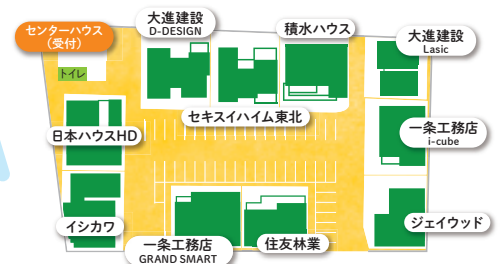 センターハウス
(受付)
トイレ
大進建設
D-DESIGN
積水ハウス
大進建設
Lasic
セキスイハイム東北
日本ハウスHD
一条工務店
i-cube
イシカワ
ジェイウッド
一条工務店
GRAND SMART
住友林業